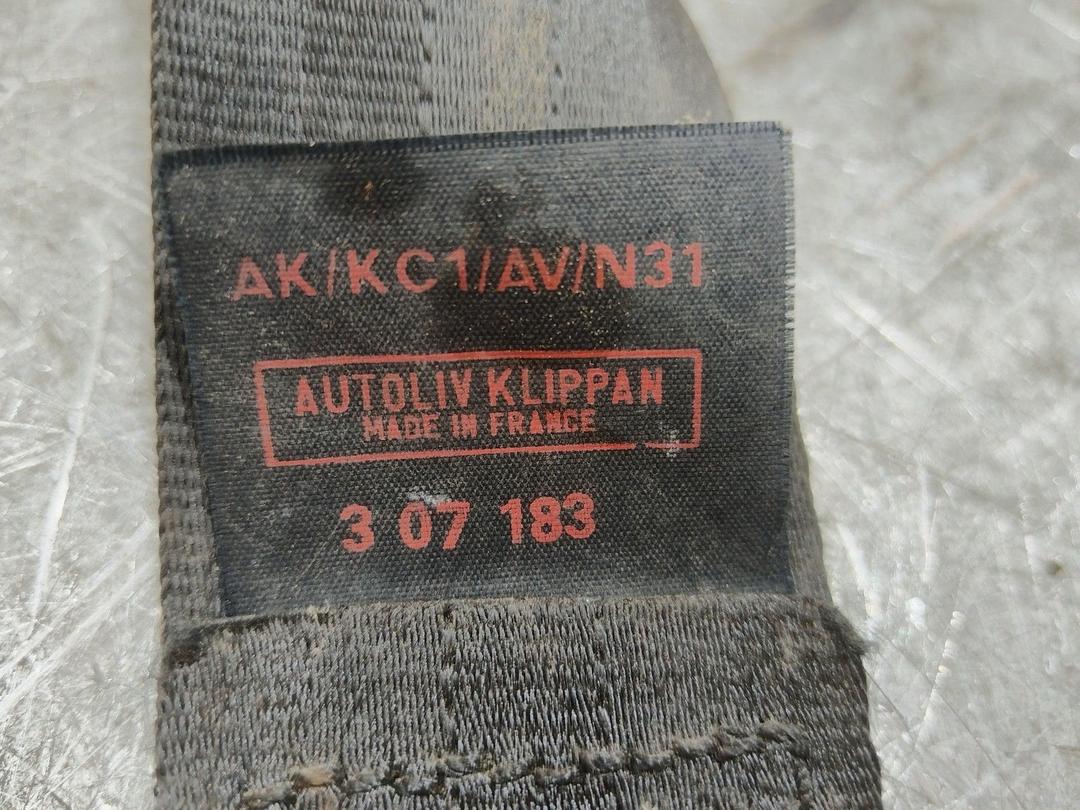 AK/KC1/AV/N31
AUTOLIV KLIPPAN
MADE IN FRANCE
3 07 183